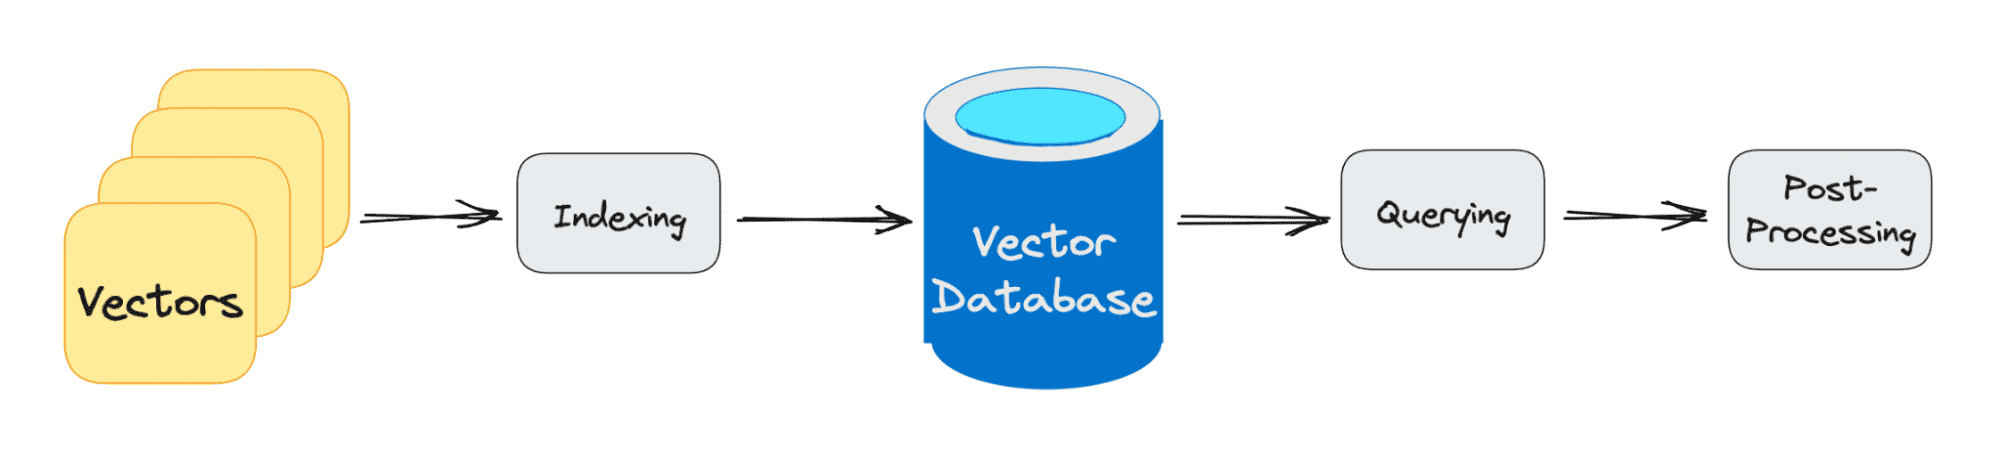 Vectors
Indexing
Vector
Database
Querying
Post-
Processing